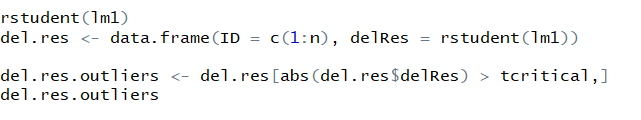 rstudent(lm1)
del.res <- data.frame(ID = c(1:n), delRes = rstudent(lm1))
del.res.outliers <- del.res[abs(del.res$delRes) > tcritical,]
del.res.outliers